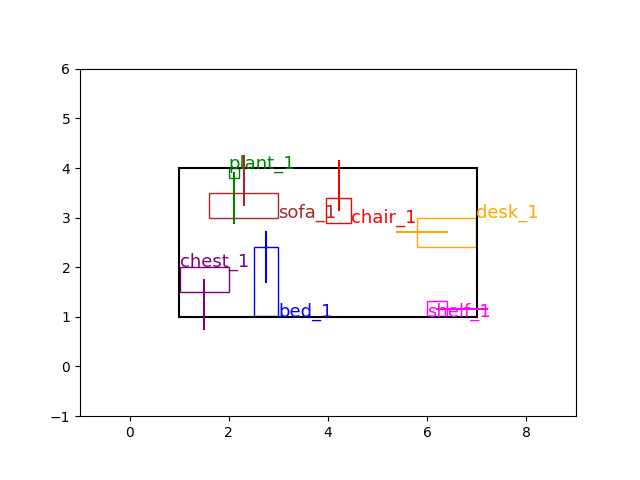 6
5
4
3
2
1
0
−1
plant_1
sofa_1
chair_1
desk_1
chest_1
bed_1
shelf_1
0 2 4 6 8